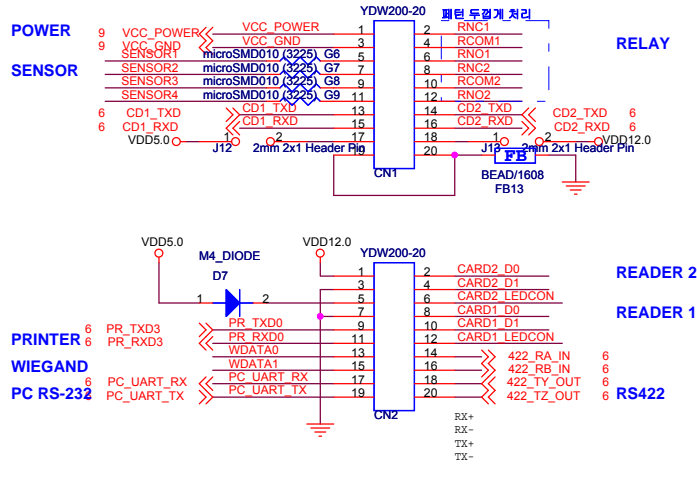 YDW200-20
패턴 두껍게 처리
POWER
9 VCC_POWER VCC_POWER 1 2 RNC1
9 VCC_GND VCC_GND 3 4 RCOM1
RELAY
SENSOR1 microSMD010 (3225) G6 5 6 RNO1
SENSOR
SENSOR2 microSMD010 (3225) G7 7 8 RNC2
SENSOR3 microSMD010 (3225) G8 9 10 RCOM2
SENSOR4 microSMD010 (3225) G9 11 12 RNO2
6 CD1_TXD CD1_TXD 13 14 CD2_TXD CD2_TXD 6
6 CD1_RXD CD1_RXD 15 16 CD2_RXD CD2_RXD 6
VDD5.0 1 2 17 18 1 2 VDD12.0
J12 2mm 2x1 Header Pin 19 20 J13 2mm 2x1 Header Pin
FB
CN1
BEAD/1608
FB13
VDD5.0 VDD12.0
YDW200-20
M4_DIODE
D7
1 2 CARD2_D0
READER 2
3 4 CARD2_D1
1 2 5 6 CARD2_LEDCON
7 8 CARD1_D0
READER 1
6 PR_TXD3 PR_TXD0 9 10 CARD1_D1
PRINTER
6 PR_RXD3 PR_RXD0 11 12 CARD1_LEDCON
WDATA0 13 14 422_RA_IN 6
WIEGAND
WDATA1 15 16 422_RB_IN 6
6 PC_UART_RX PC_UART_RX 17 18 422_TY_OUT 6
PC RS-232
6 PC_UART_TX PC_UART_TX 19 20 422_TZ_OUT 6
RS422
CN2
RX+
RX-
TX+
TX-